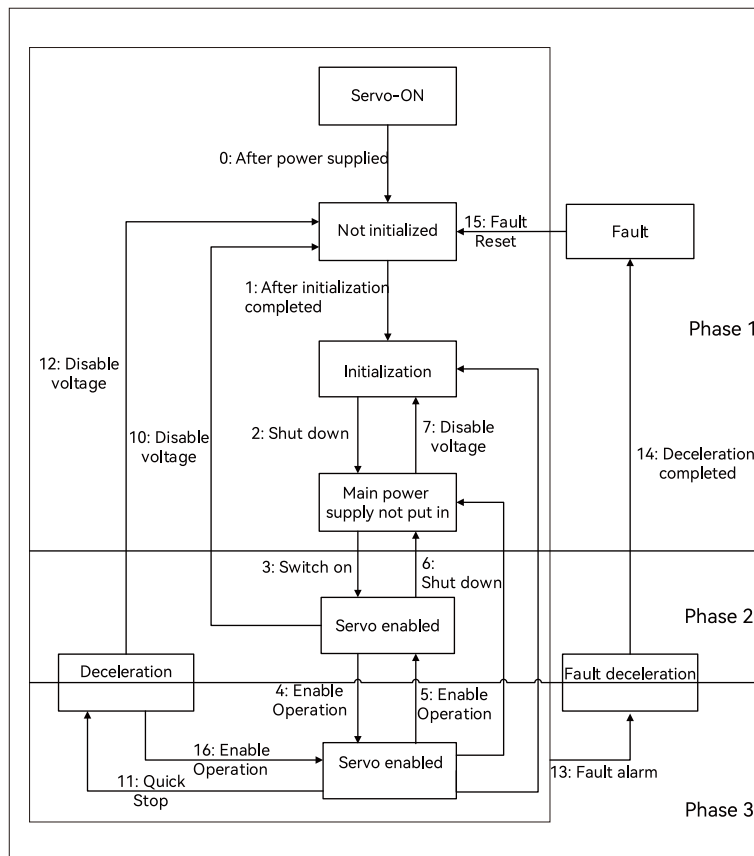 Servo-ON
0: After power supplied
Not initialized
15: Fault
Reset
Fault
1: After initialization
completed
Phase 1
12: Disable
voltage
Initialization
10: Disable
voltage
2: Shut down
7: Disable
voltage
14: Deceleration
completed
Main power
supply not put in
3: Switch on
6:
Shut down
Phase 2
Servo enabled
Deceleration
Fault deceleration
4: Enable
Operation
5: Enable
Operation
16: Enable
Operation
Servo enabled
11: Quick
Stop
13: Fault alarm
Phase 3